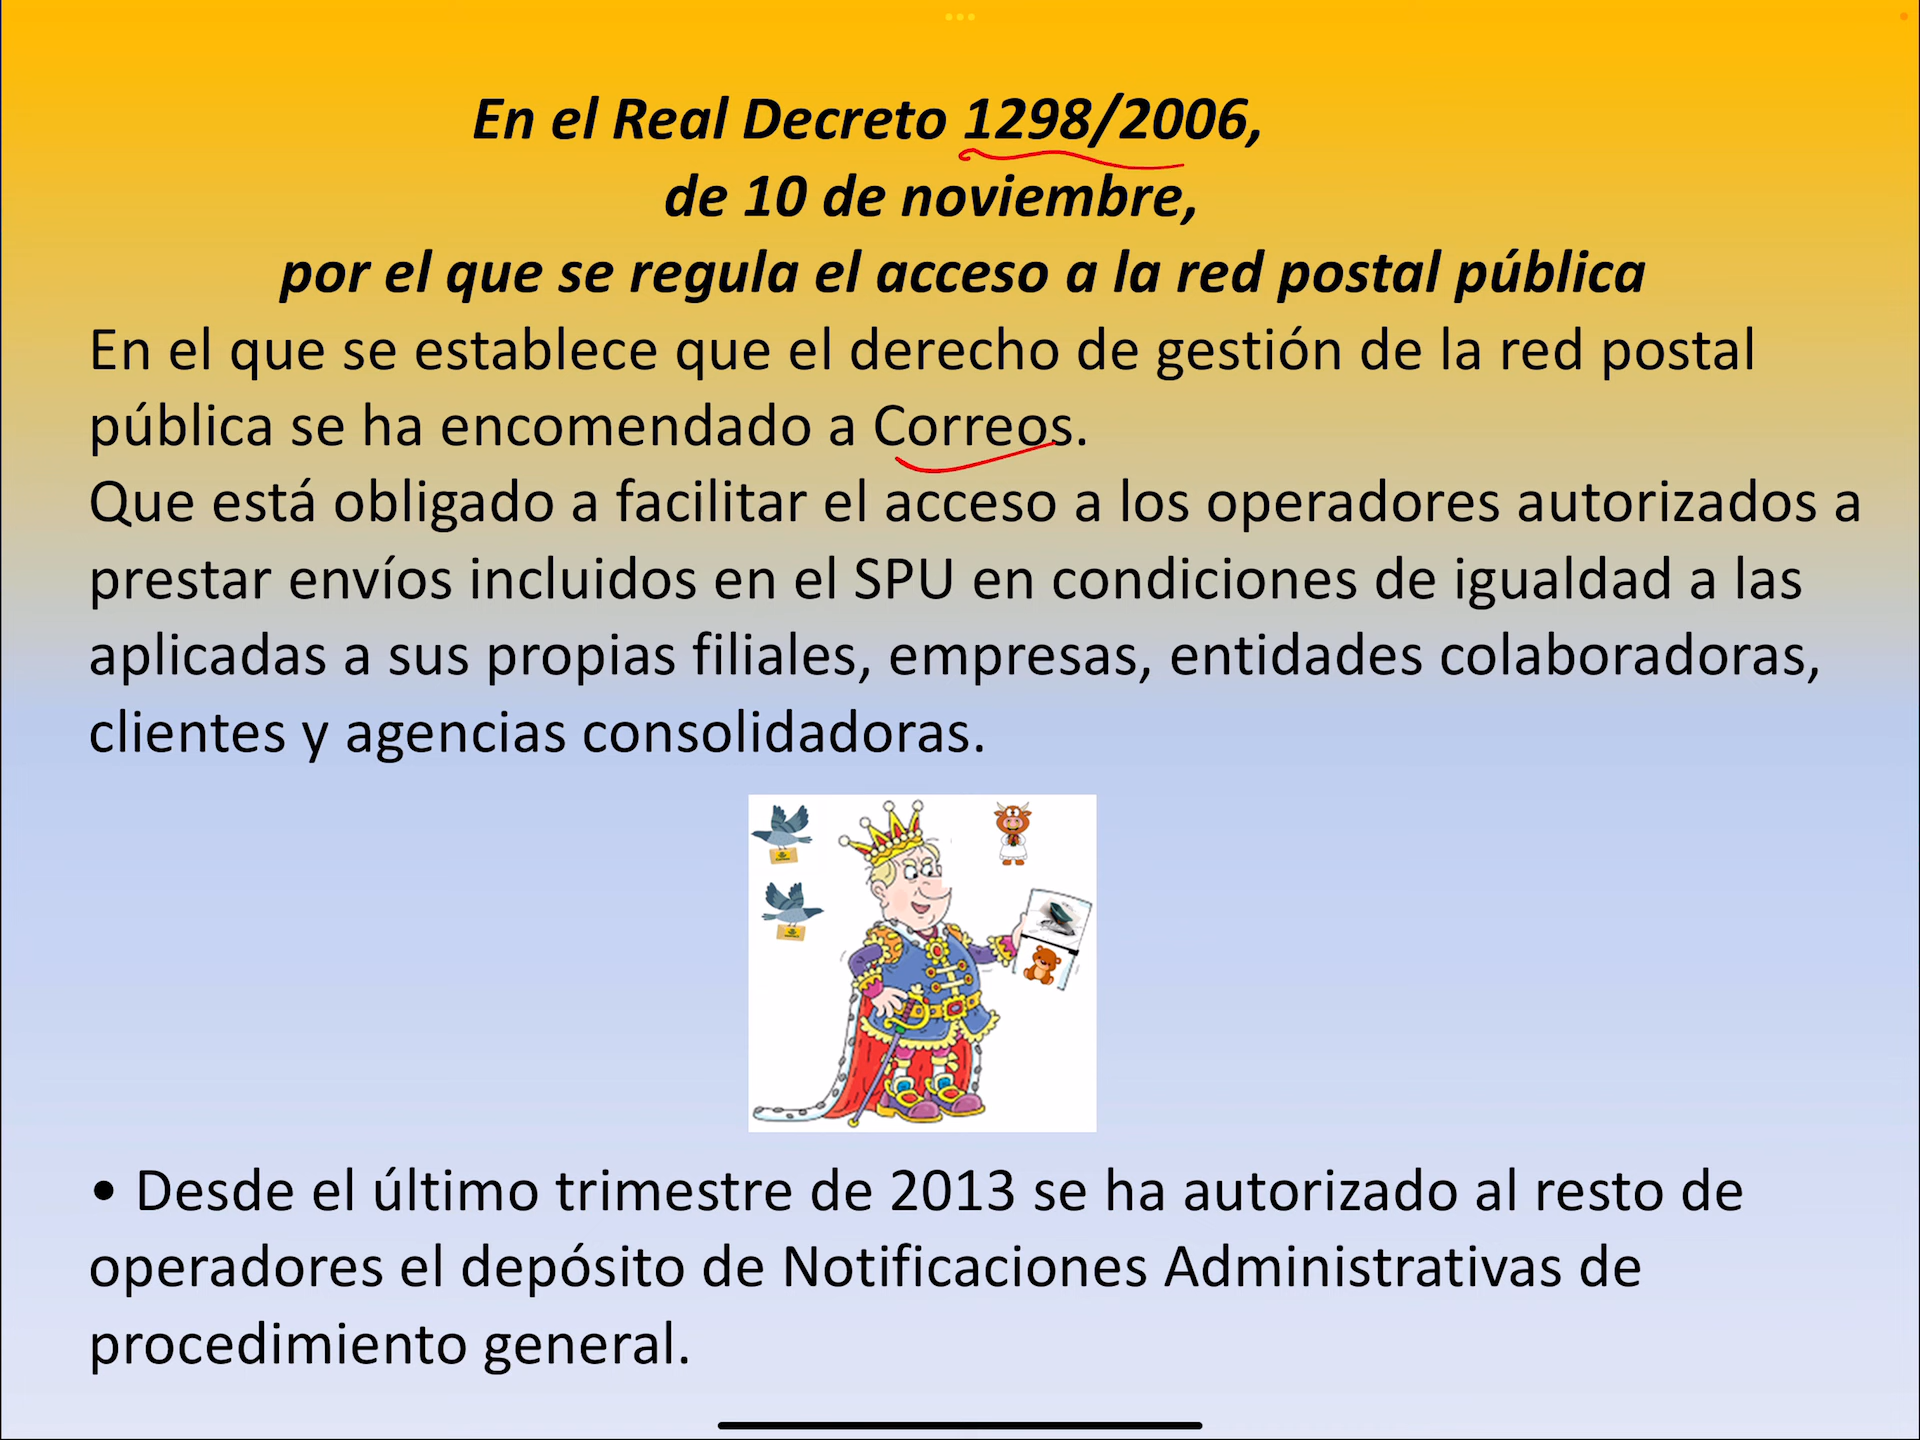 En el Real Decreto 1298/2006,
de 10 de noviembre,
por el que se regula el acceso a la red postal pública
En el que se establece que el derecho de gestión de la red postal
pública se ha encomendado a Correos.
Que está obligado a facilitar el acceso a los operadores autorizados a
prestar envíos incluidos en el SPU en condiciones de igualdad a las
aplicadas a sus propias filiales, empresas, entidades colaboradoras,
clientes y agencias consolidadoras.
• Desde el último trimestre de 2013 se ha autorizado al resto de
operadores el depósito de Notificaciones Administrativas de
procedimiento general.